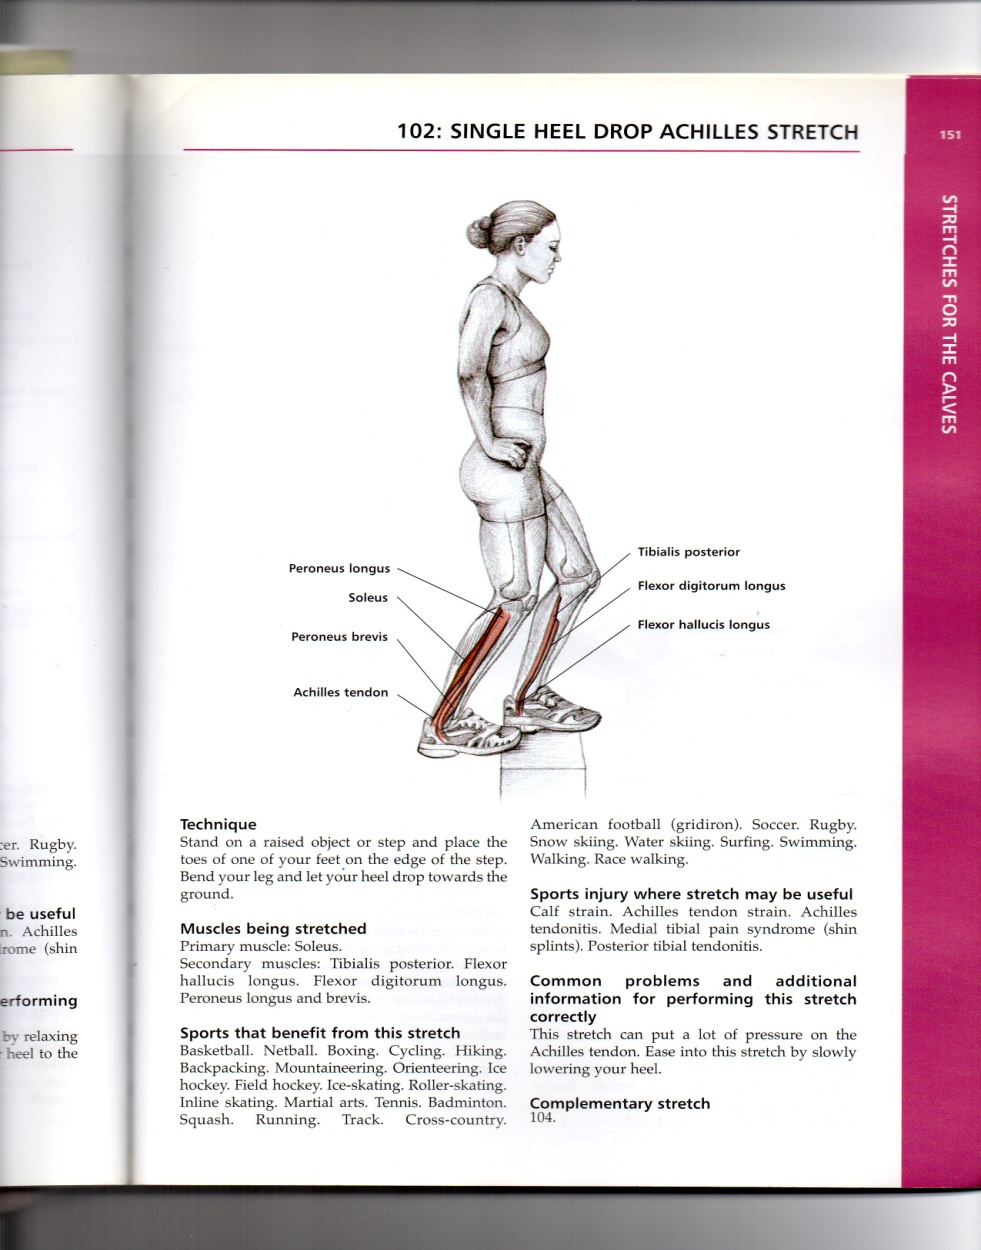 102: SINGLE HEEL DROP ACHILLES STRETCH
151
STRETCHES FOR THE CALVES
Peroneus longus
Soleus
Peroneus brevis
Achilles tendon
Tibialis posterior
Flexor digitorum longus
Flexor hallucis longus
Rugby.
Swimming.
be useful
Achilles
(shin
by relaxing
heel to the
Technique
Stand on a raised object or step and place the
toes of one of your feet on the edge of the step.
Bend your leg and let your heel drop towards the
ground.
Muscles being stretched
Primary muscle: Soleus.
Secondary muscles: Tibialis posterior. Flexor
hallucis longus. Flexor digitorum longus.
Peroneus longus and brevis.
Sports that benefit from this stretch
Basketball. Netball. Boxing. Cycling. Hiking.
Backpacking. Mountaineering. Orienteering. Ice
hockey. Field hockey. Ice-skating. Roller-skating.
Inline skating. Martial arts. Tennis. Badminton.
Squash. Running. Track. Cross-country.
American football (gridiron). Soccer. Rugby.
Snow skiing. Water skiing. Surfing. Swimming.
Walking. Race walking.
Sports injury where stretch may be useful
Calf strain. Achilles tendon strain. Achilles
tendonitis. Medial tibial pain syndrome (shin
splints). Posterior tibial tendonitis.
Common problems and additional
information for performing this stretch
correctly
This stretch can put a lot of pressure on the
Achilles tendon. Ease into this stretch by slowly
lowering your heel.
Complementary stretch
104.